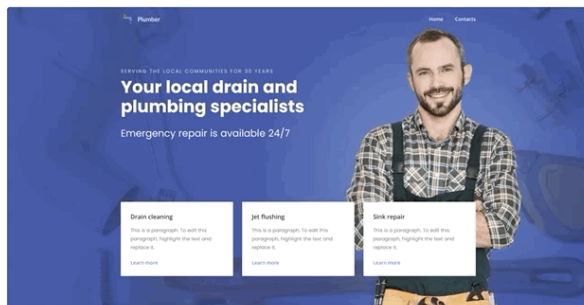 Plumber
Home Contacts
SERVING THE LOCAL COMMUNITIES FOR 30 YEARS
Your local drain and
plumbing specialists
Emergency repair is available 24/7
Drain cleaning
This is a paragraph. To edit this
paragraph, highlight the text and
replace it.
Learn more
Jet flushing
This is a paragraph. To edit this
paragraph, highlight the text and
replace it.
Learn more
Sink repair
This is a paragraph. To edit this
paragraph, highlight the text and
replace it.
Learn more